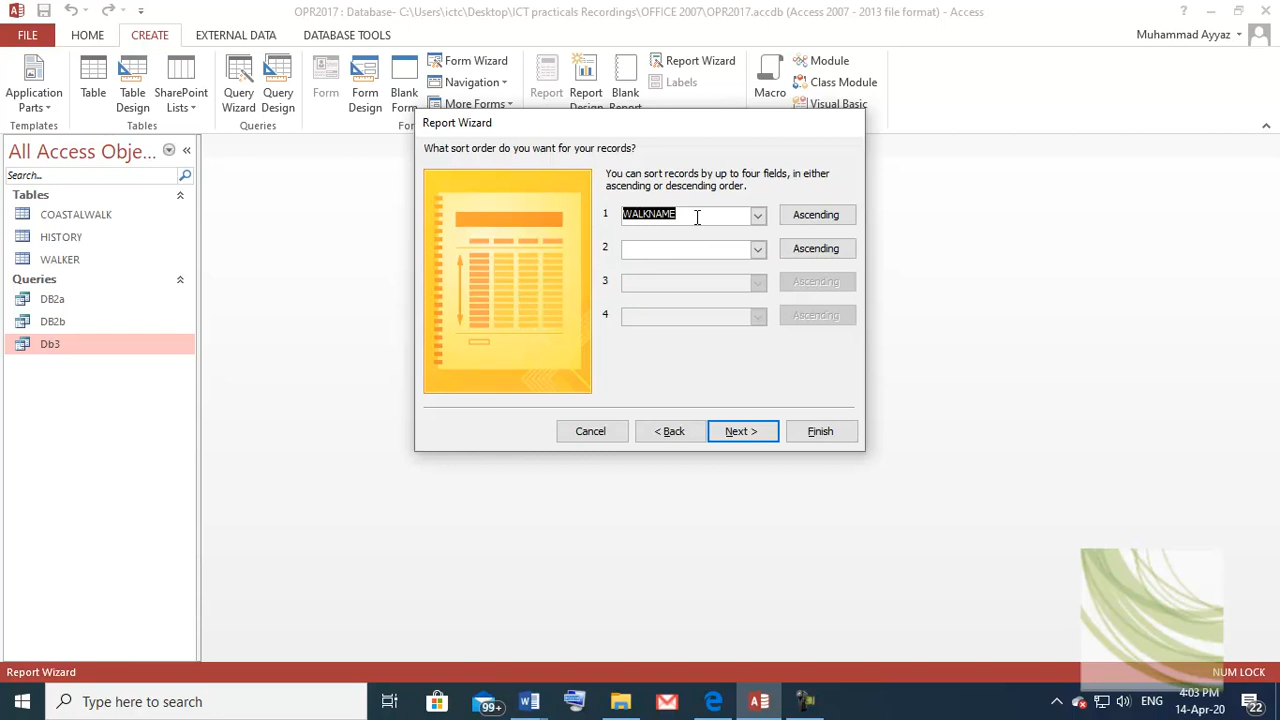 OPR2017 : Database- C:\Users\ictc\Desktop\ICT practicals Recordings\OFFICE 2007\OPR2017.accdb (Access 2007 - 2013 file format) - Access
FILE HOME CREATE EXTERNAL DATA DATABASE TOOLS Muhammad Ayyaz
Application Parts
Table
Table Design
SharePoint Lists
Query Wizard
Query Design
Form
Form Design
Blank Form
Form Wizard
Navigation
More Forms
Report
Report Design
Blank Report
Report Wizard
Labels
Macro
Module
Class Module
Visual Basic
Templates Tables Queries
All Access Obje...
Search...
Tables
COASTALWALK
HISTORY
WALKER
Queries
DB2a
DB2b
Db3
Report Wizard
What sort order do you want for your records?
You can sort records by up to four fields, in either
ascending or descending order.
1 WALKNAME Ascending
2 Ascending
3 Ascending
4 Ascending
Cancel < Back Next > Finish
Report Wizard NUM LOCK
Type here to search
99+
ENG
4:03 PM
14-Apr-20
22